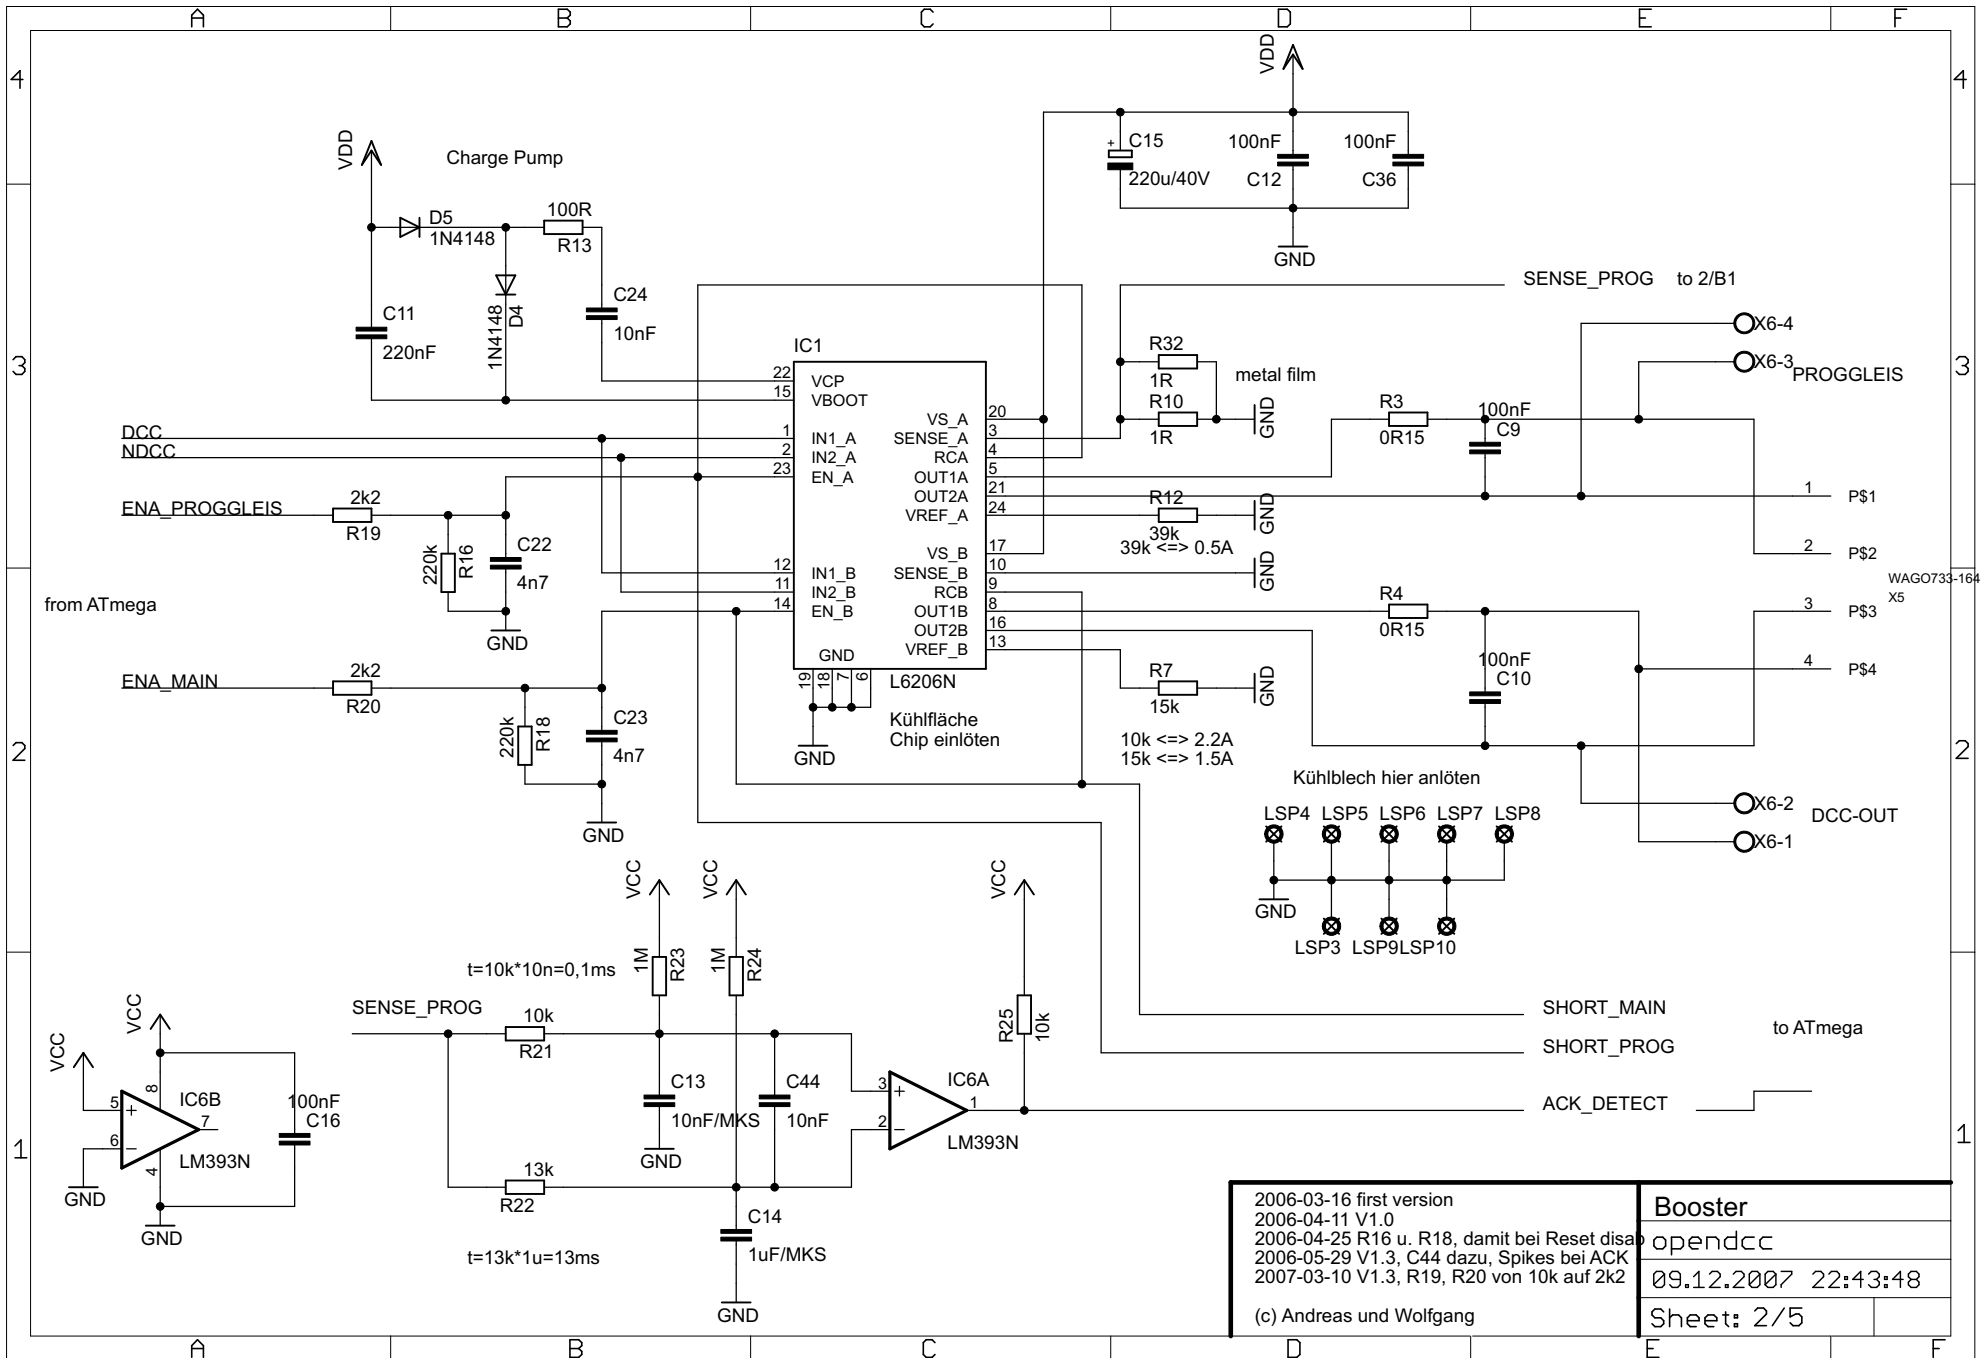 A B C D E F
4 4
VDD
Charge Pump
D5
1N4148
100R
R13
1N4148
D4
C11
220nF
C24
10nF
VDD
C15
+
220u/40V
100nF
C12
100nF
C36
GND
SENSE_PROG to 2/B1
X6-4
X6-3
PROGGLEIS
3 3
IC1
22 VCP
15 VBOOT
1 IN1_A
2 IN2_A
23 EN_A
12 IN1_B
11 IN2_B
14 EN_B
VS_A 20
SENSE_A 3
RCA 4
OUT1A 5
OUT2A 21
VREF_A 24
VS_B 17
SENSE_B 10
RCB 9
OUT1B 8
OUT2B 16
VREF_B 13
GND
19 18 7 6
L6206N
Kühlfläche
Chip einlöten
GND
DCC
NDCC
ENA_PROGGLEIS
2k2
R19
220k
R16
C22
4n7
GND
from ATmega
ENA_MAIN
2k2
R20
220k
R18
C23
4n7
GND
R32
1R
R10
1R
metal film
GND
R12
39k
39k <=> 0.5A
GND
GND
R7
15k
GND
10k <=> 2.2A
15k <=> 1.5A
R3
0R15
100nF
C9
R4
0R15
100nF
C10
1 P$1
2 P$2
WAGO733-164
X5
3 P$3
4 P$4
2 2
Kühlblech hier anlöten
LSP4 LSP5 LSP6 LSP7 LSP8
GND
LSP3 LSP9 LSP10
X6-2
DCC-OUT
X6-1
VCC
VCC
VCC
1M
R23
1M
R24
t=10k*10n=0,1ms
SENSE_PROG
10k
R21
C13
10nF/MKS
GND
C44
10nF
13k
R22
C14
1uF/MKS
GND
t=13k*1u=13ms
R25
10k
3 +
2 −
1
IC6A
LM393N
SHORT_MAIN
to ATmega
SHORT_PROG
ACK_DETECT
VCC
VCC
5 +
6 −
8
4
7
IC6B
LM393N
100nF
C16
GND
GND
1 1
2006-03-16 first version
2006-04-11 V1.0
2006-04-25 R16 u. R18, damit bei Reset disab
2006-05-29 V1.3, C44 dazu, Spikes bei ACK
2007-03-10 V1.3, R19, R20 von 10k auf 2k2
(c) Andreas und Wolfgang
Booster
opendcc
09.12.2007 22:43:48
Sheet: 2/5
A B C D E F